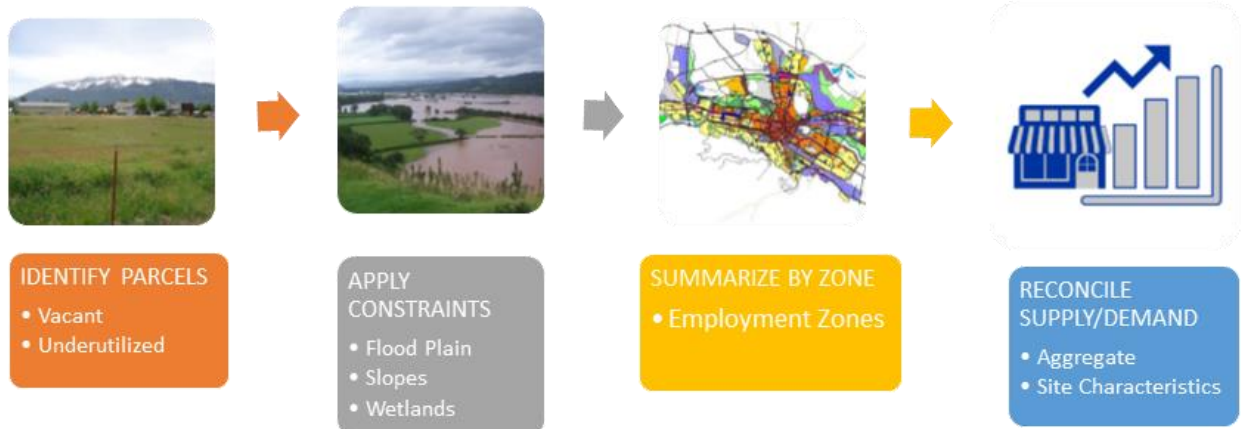 IDENTIFY PARCELS
• Vacant
• Underutilized
APPLY
CONSTRAINTS
• Flood Plain
• Slopes
• Wetlands
SUMMARIZE BY ZONE
• Employment Zones
RECONCILE
SUPPLY/DEMAND
• Aggregate
• Site Characteristics